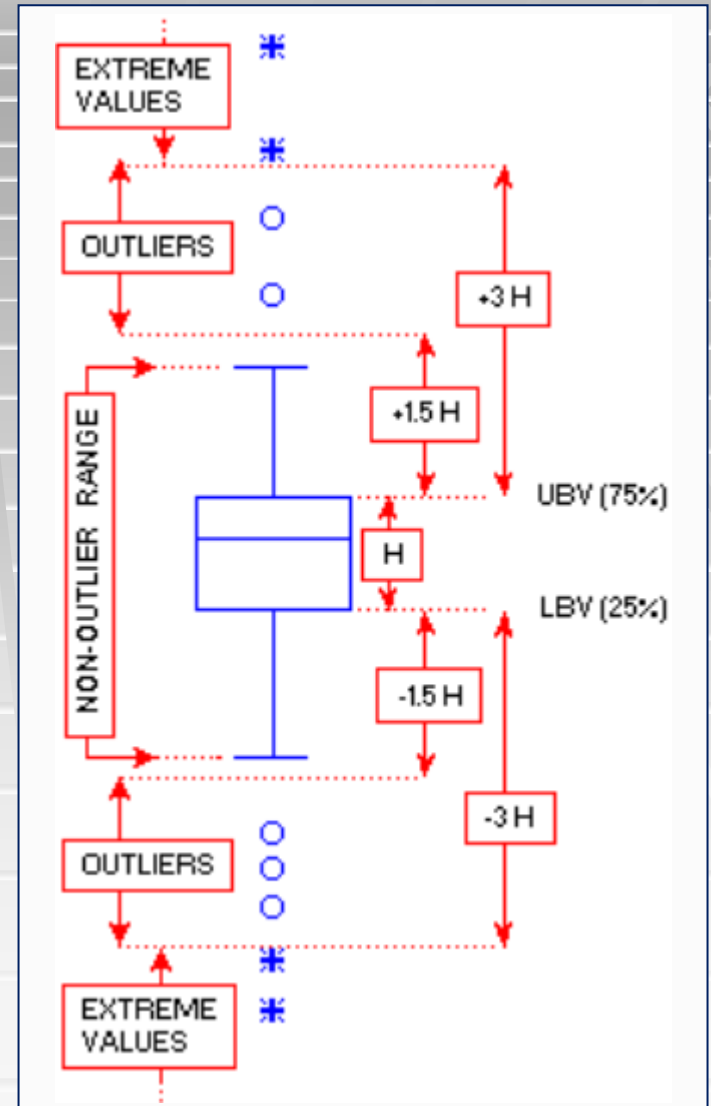 EXTREME
VALUES
OUTLIERS
+3 H
+1.5 H
NON-OUTLIER RANGE
UBV (75%)
H
LBV (25%)
-1.5 H
-3 H
OUTLIERS
EXTREME
VALUES